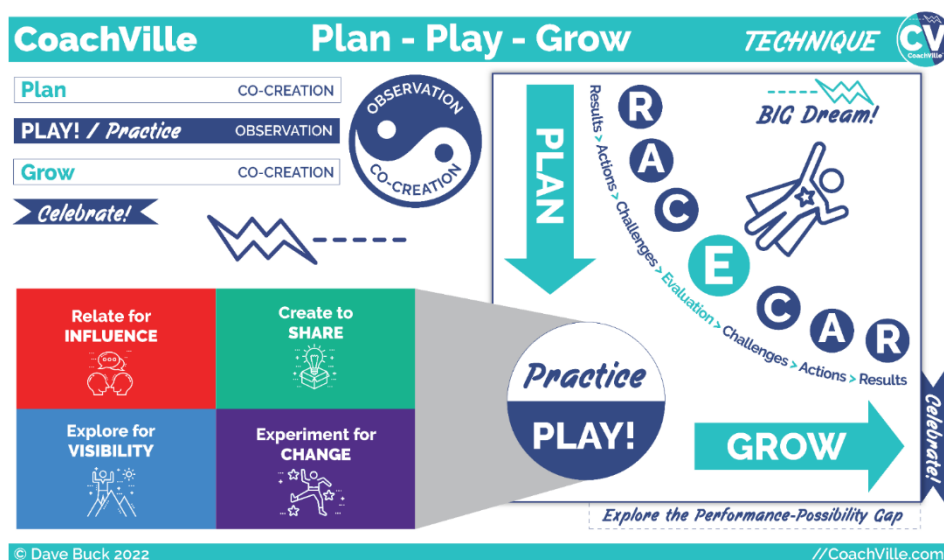 CoachVille
Plan - Play - Grow
TECHNIQUE
CV
CoachVille
Plan CO-CREATION
PLAY! / Practice OBSERVATION
Grow CO-CREATION
Celebrate!
OBSERVATION
CO-CREATION
Relate for
INFLUENCE
Create to
SHARE
Explore for
VISIBILITY
Experiment for
CHANGE
PLAN
R
A
C
E
C
A
R
Results > Actions > Challenges > Evaluation > Challenges > Actions > Results
BIG Dream!
Practice
PLAY!
GROW
Celebrate!
Explore the Performance-Possibility Gap
© Dave Buck 2022
//CoachVille.com